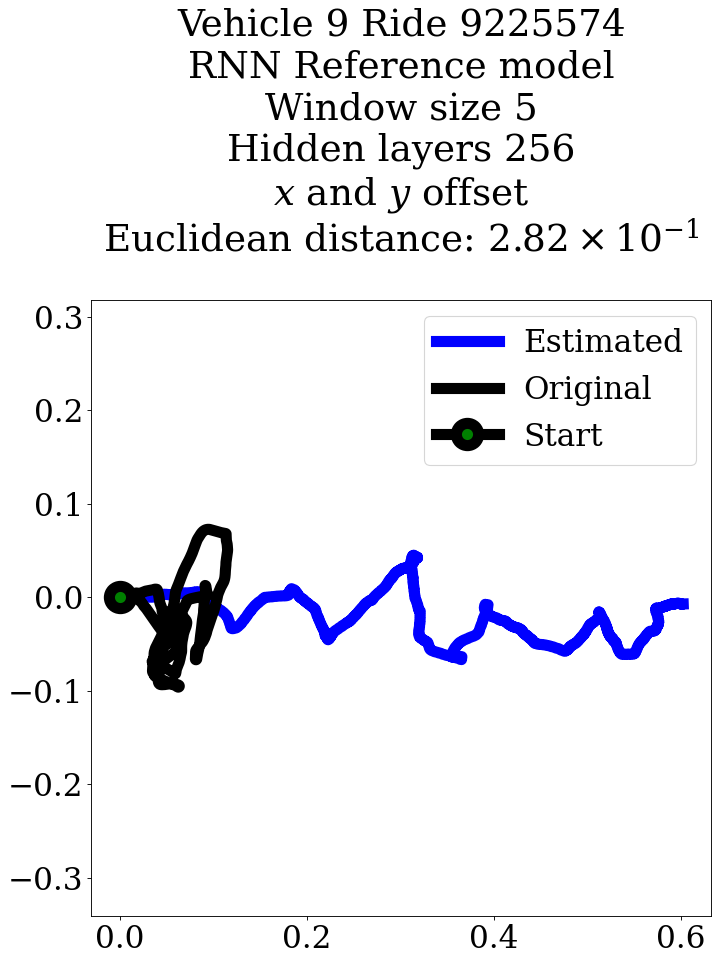 Vehicle 9 Ride 9225574
RNN Reference model
Window size 5
Hidden layers 256
x and y offset
Euclidean distance: 2.82 × 10⁻¹
Estimated
Original
Start
0.3
0.2
0.1
0.0
−0.1
−0.2
−0.3
0.0 0.2 0.4 0.6